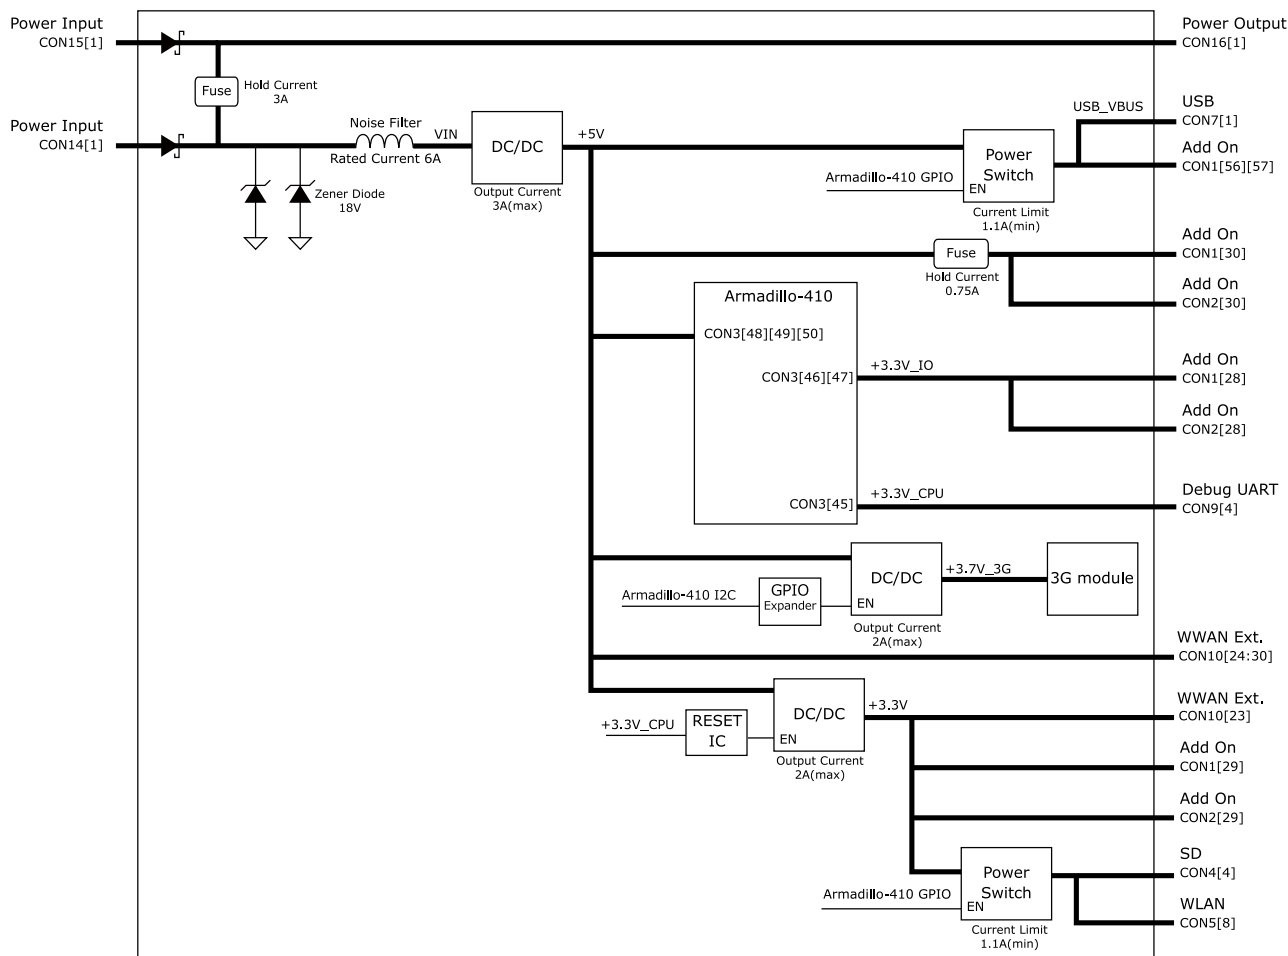 Power Input
CON15[1]
Power Output
CON16[1]
Fuse
Hold Current
3A
Power Input
CON14[1]
Noise Filter
Rated Current 6A
VIN
DC/DC
Output Current
3A(max)
+5V
Zener Diode
18V
USB_VBUS
USB
CON7[1]
Add On
CON1[56][57]
Power
Switch
EN
Armadillo-410 GPIO
Current Limit
1.1A(min)
Fuse
Hold Current
0.75A
Add On
CON1[30]
Add On
CON2[30]
Armadillo-410
CON3[48][49][50]
CON3[46][47]
+3.3V_IO
Add On
CON1[28]
Add On
CON2[28]
CON3[45]
+3.3V_CPU
Debug UART
CON9[4]
DC/DC
EN
Output Current
2A(max)
+3.7V_3G
3G module
Armadillo-410 I2C
GPIO
Expander
WWAN Ext.
CON10[24:30]
DC/DC
EN
Output Current
2A(max)
+3.3V_CPU
RESET
IC
+3.3V
WWAN Ext.
CON10[23]
Add On
CON1[29]
Add On
CON2[29]
Power
Switch
EN
Armadillo-410 GPIO
Current Limit
1.1A(min)
SD
CON4[4]
WLAN
CON5[8]